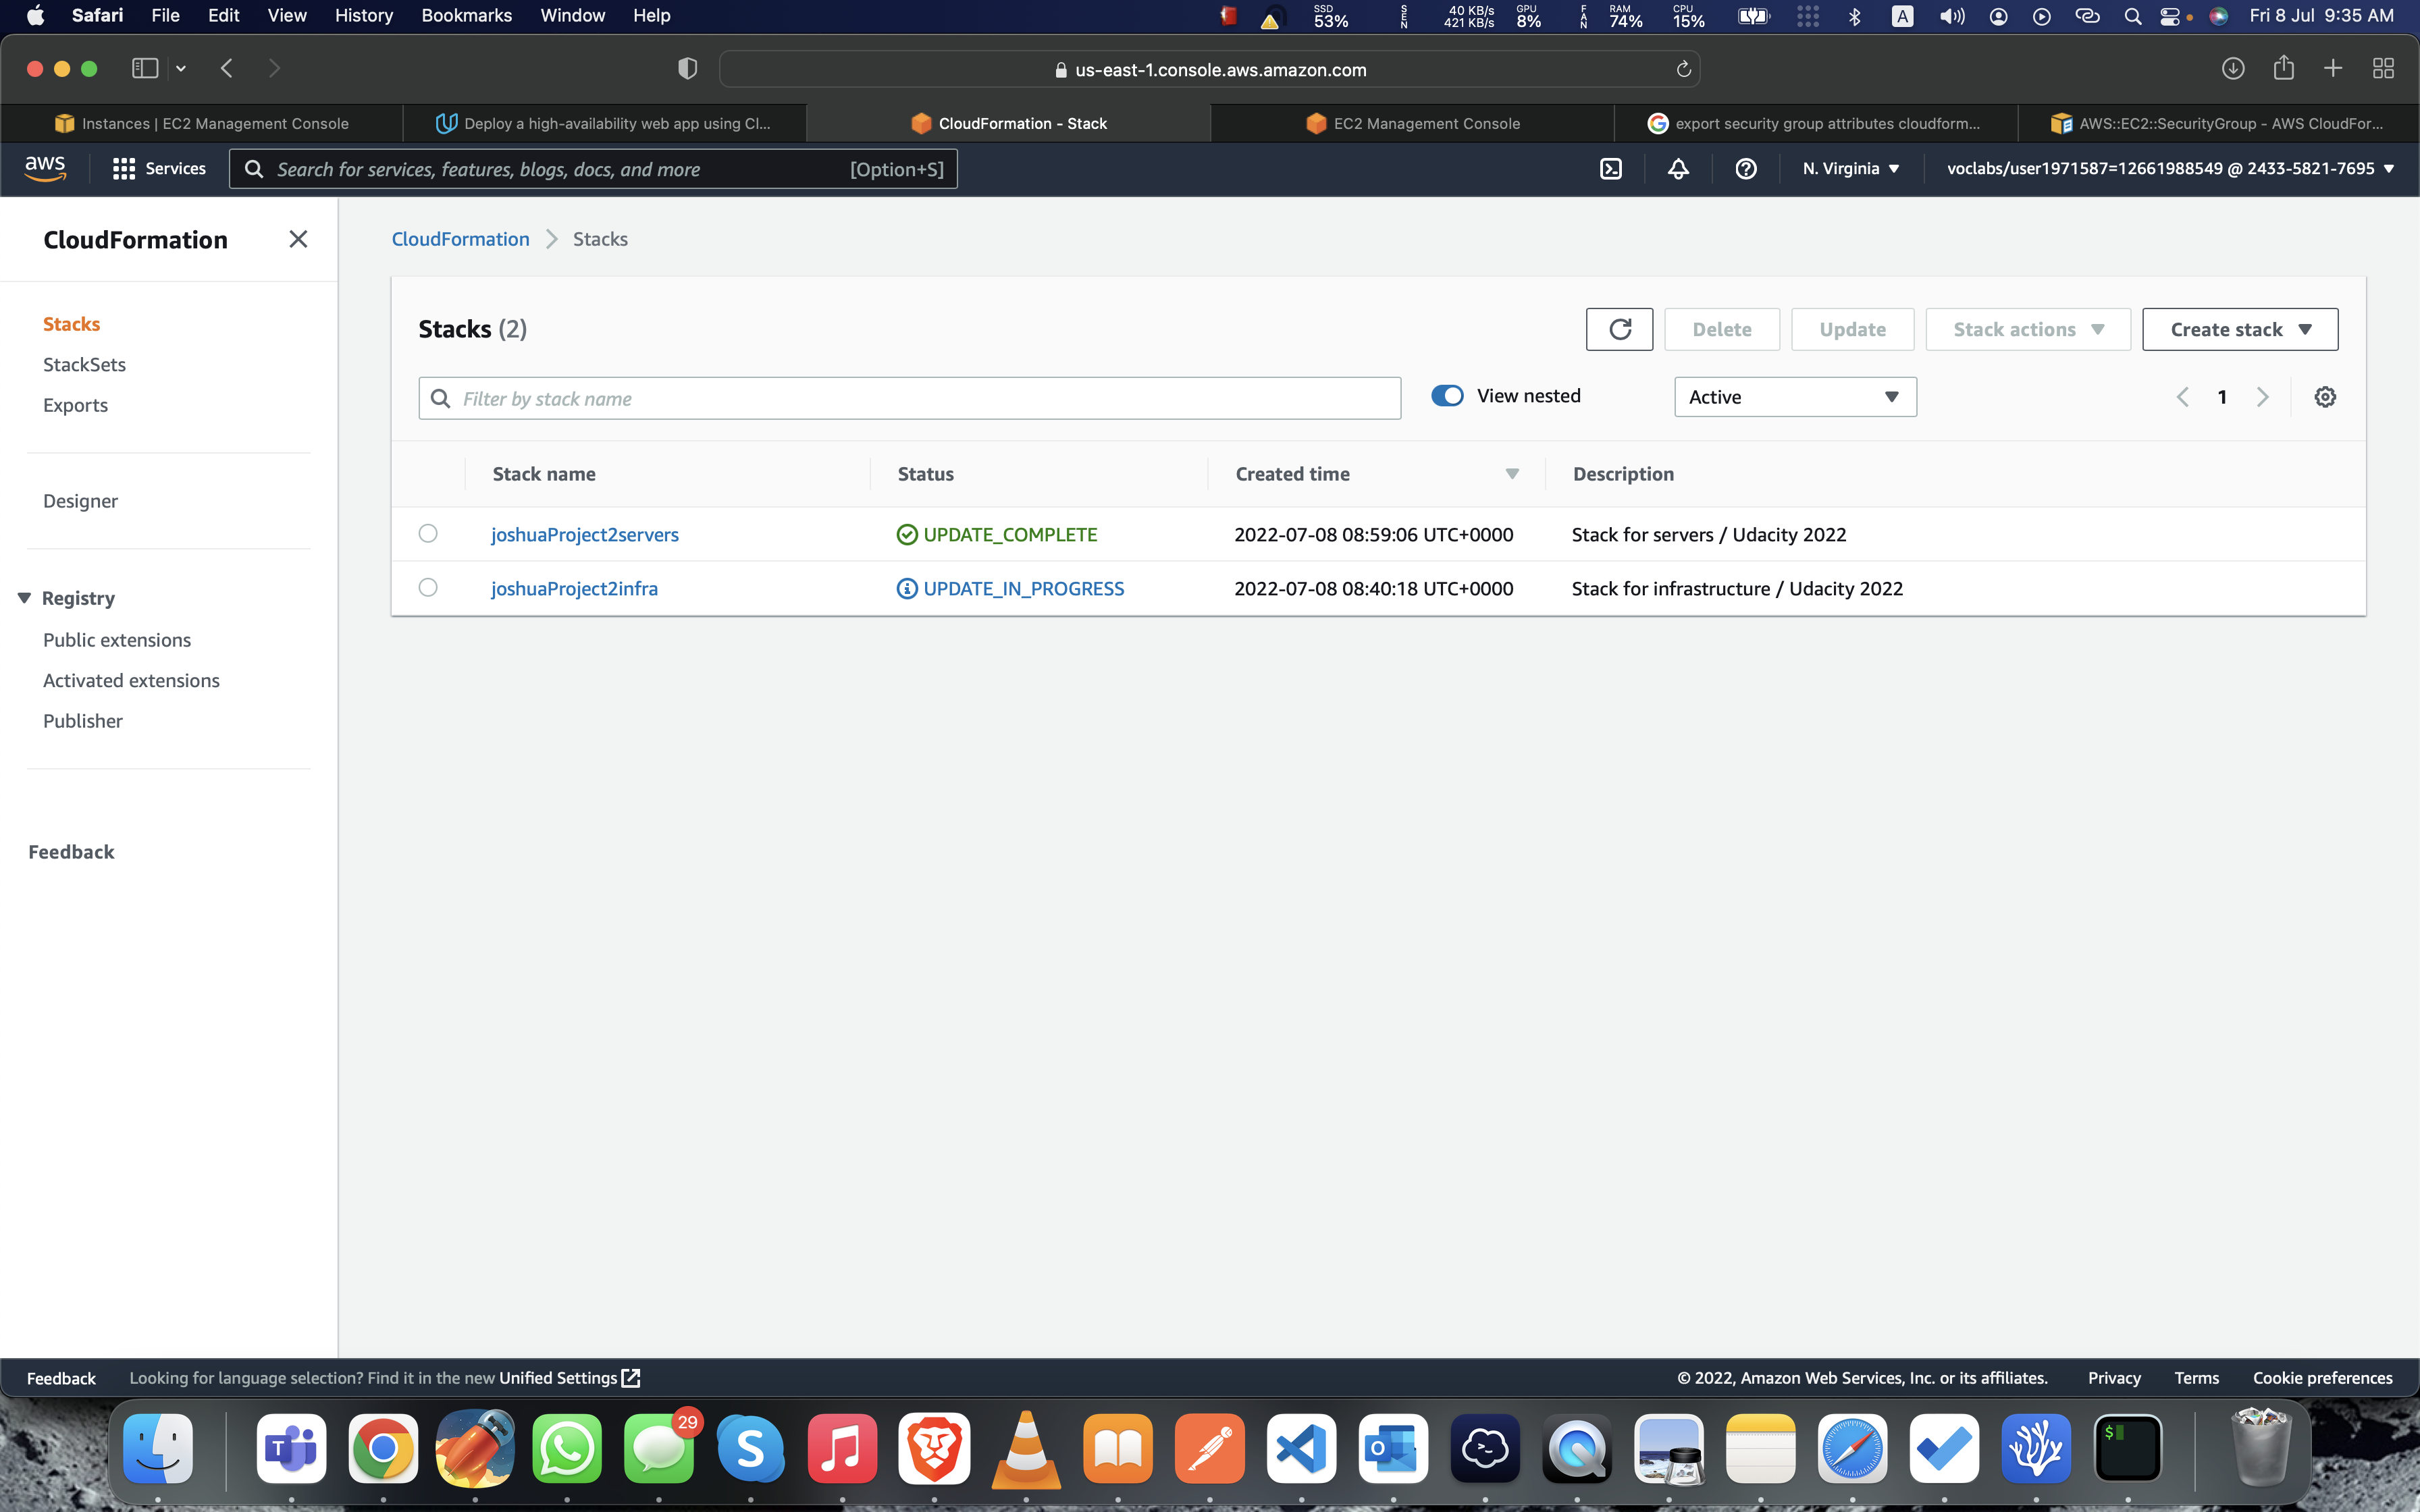 Safari File Edit View History Bookmarks Window Help
SSD 53% SEN 40 KB/s 421 KB/s GPU 8% FAN RAM 74% CPU 15% A Fri 8 Jul 9:35 AM
us-east-1.console.aws.amazon.com
Instances | EC2 Management Console
Deploy a high-availability web app using Cl...
CloudFormation - Stack
EC2 Management Console
export security group attributes cloudform...
AWS::EC2::SecurityGroup - AWS CloudFor...
aws Services Search for services, features, blogs, docs, and more [Option+S] N. Virginia voclabs/user1971587=12661988549 @ 2433-5821-7695
CloudFormation
Stacks
StackSets
Exports
Designer
Registry
Public extensions
Activated extensions
Publisher
Feedback
CloudFormation Stacks
Stacks (2) Delete Update Stack actions Create stack
Filter by stack name View nested Active 1
Stack name Status Created time Description
joshuaProject2servers UPDATE_COMPLETE 2022-07-08 08:59:06 UTC+0000 Stack for servers / Udacity 2022
joshuaProject2infra UPDATE_IN_PROGRESS 2022-07-08 08:40:18 UTC+0000 Stack for infrastructure / Udacity 2022
Feedback Looking for language selection? Find it in the new Unified Settings © 2022, Amazon Web Services, Inc. or its affiliates. Privacy Terms Cookie preferences
T 29 S O $